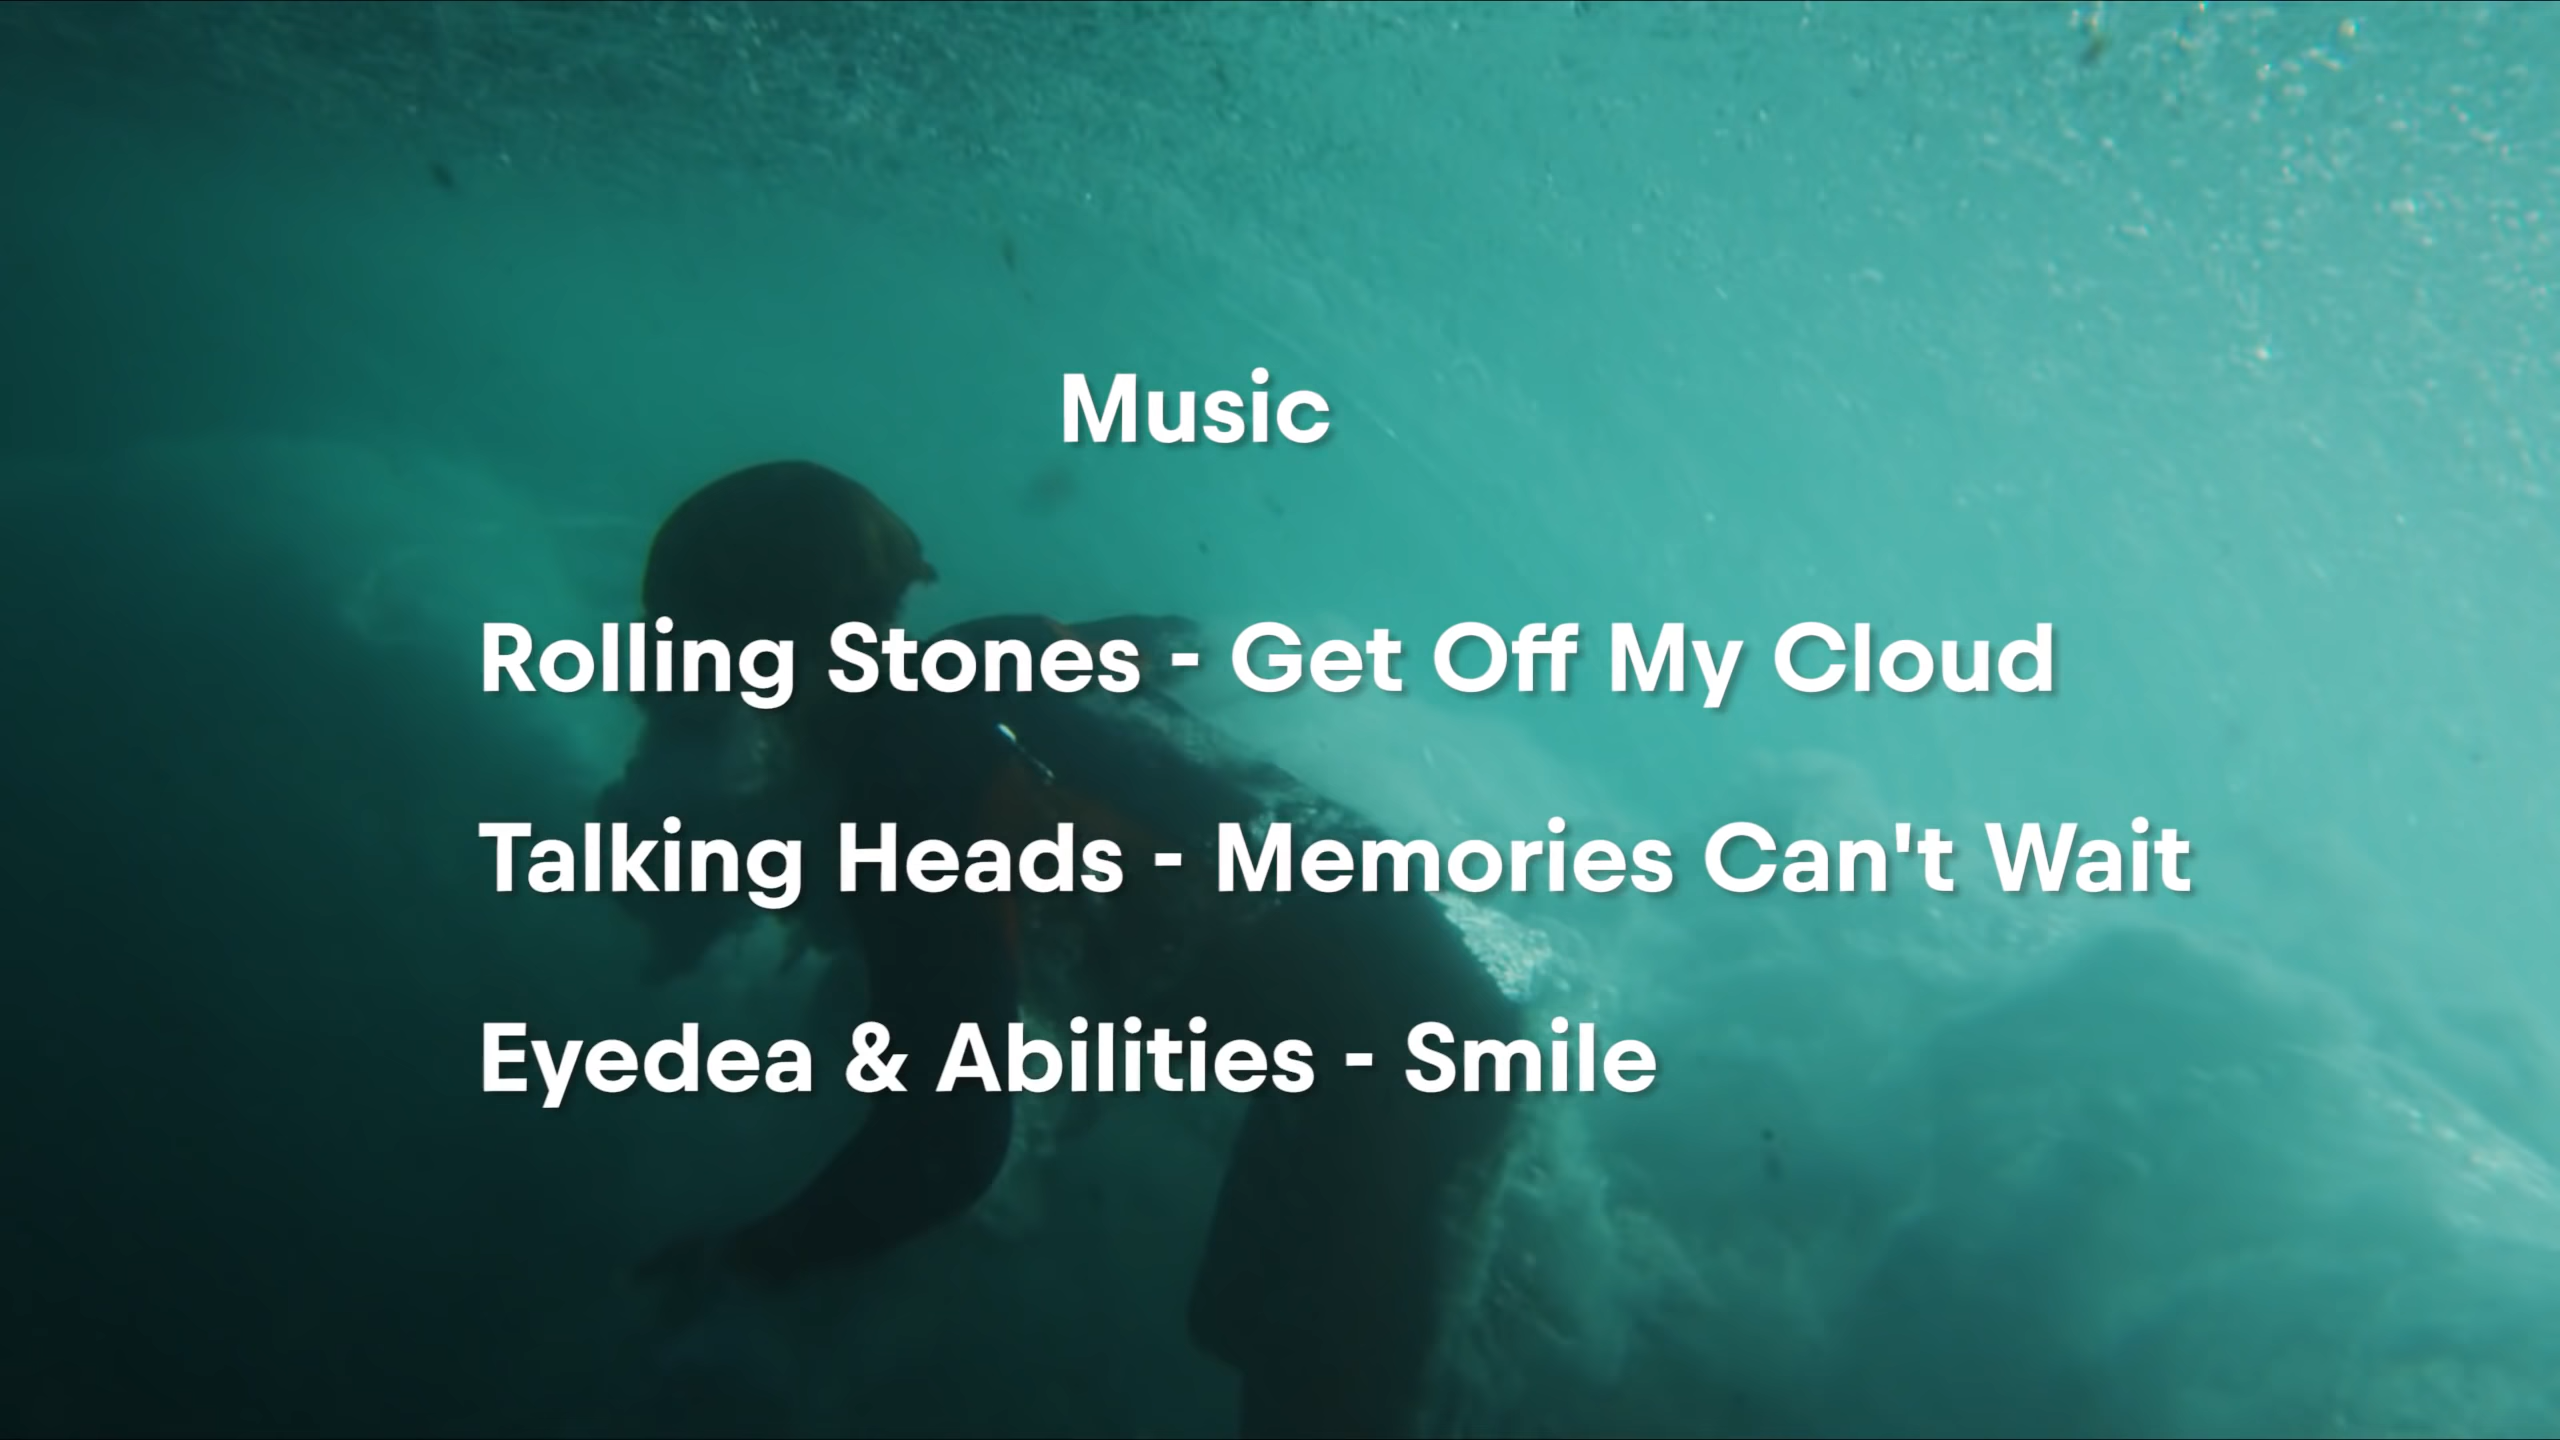 Music
Rolling Stones - Get Off My Cloud
Talking Heads - Memories Can't Wait
Eyedea & Abilities - Smile